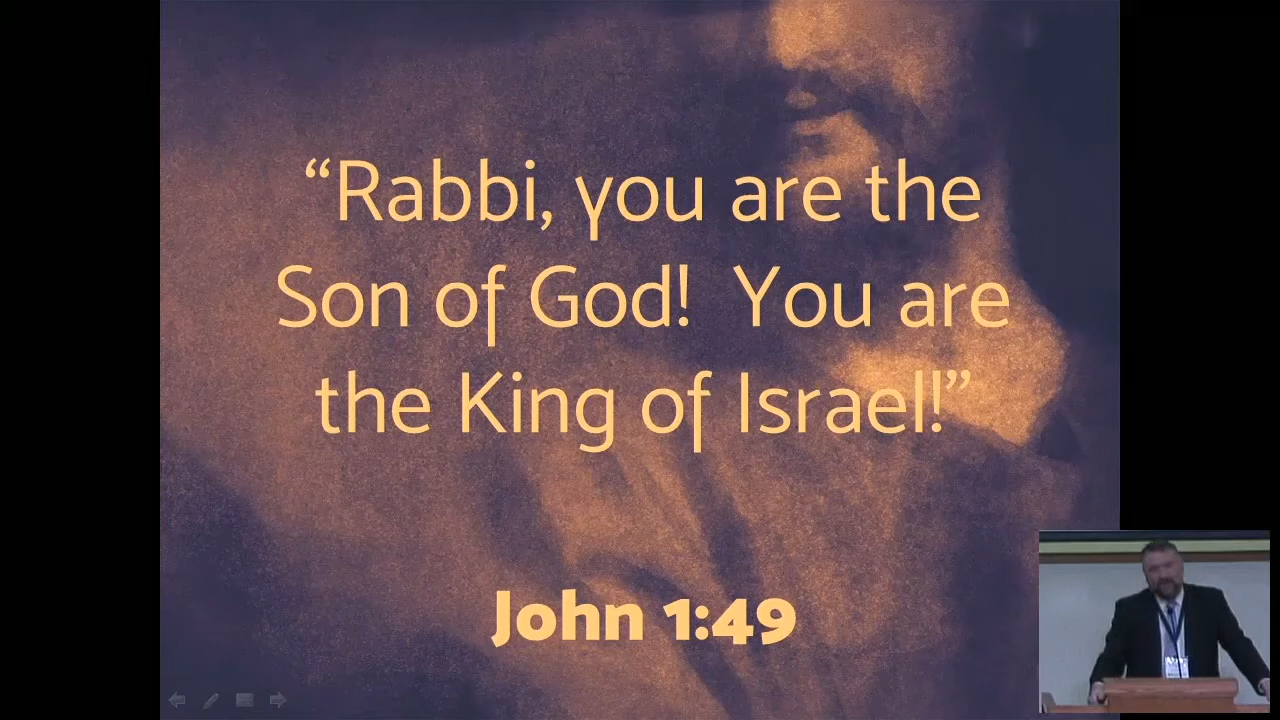 “Rabbi, you are the
Son of God!  You are
the King of Israel!”
John 1:49